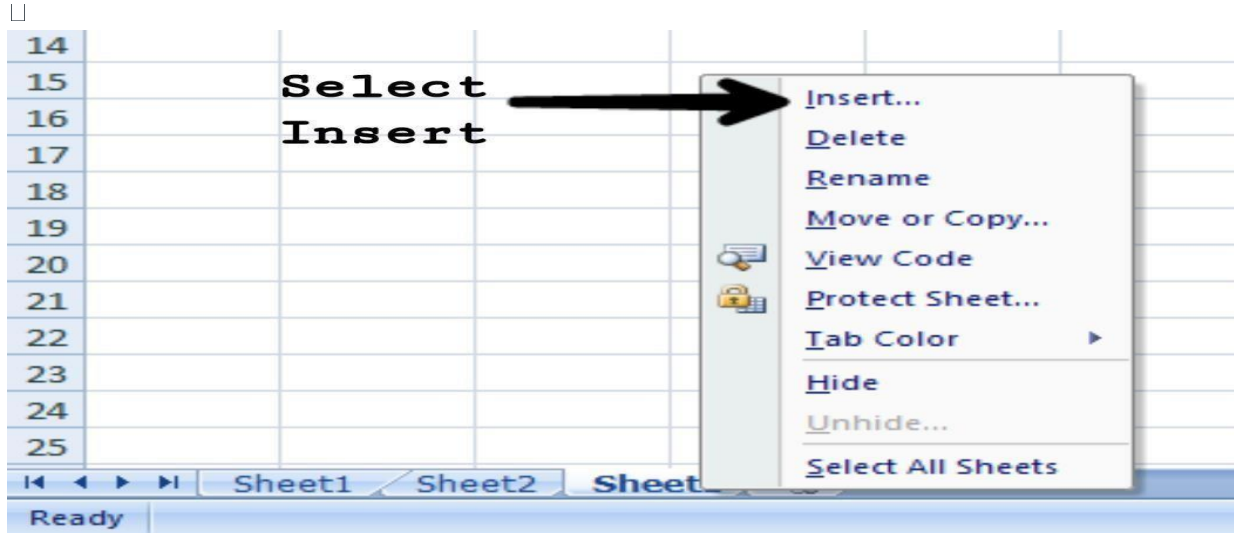 14
15
16
17
18
19
20
21
22
23
24
25
Select
Insert
Insert...
Delete
Rename
Move or Copy...
View Code
Protect Sheet...
Tab Color
Hide
Unhide...
Select All Sheets
Sheet1 Sheet2 Sheet
Ready